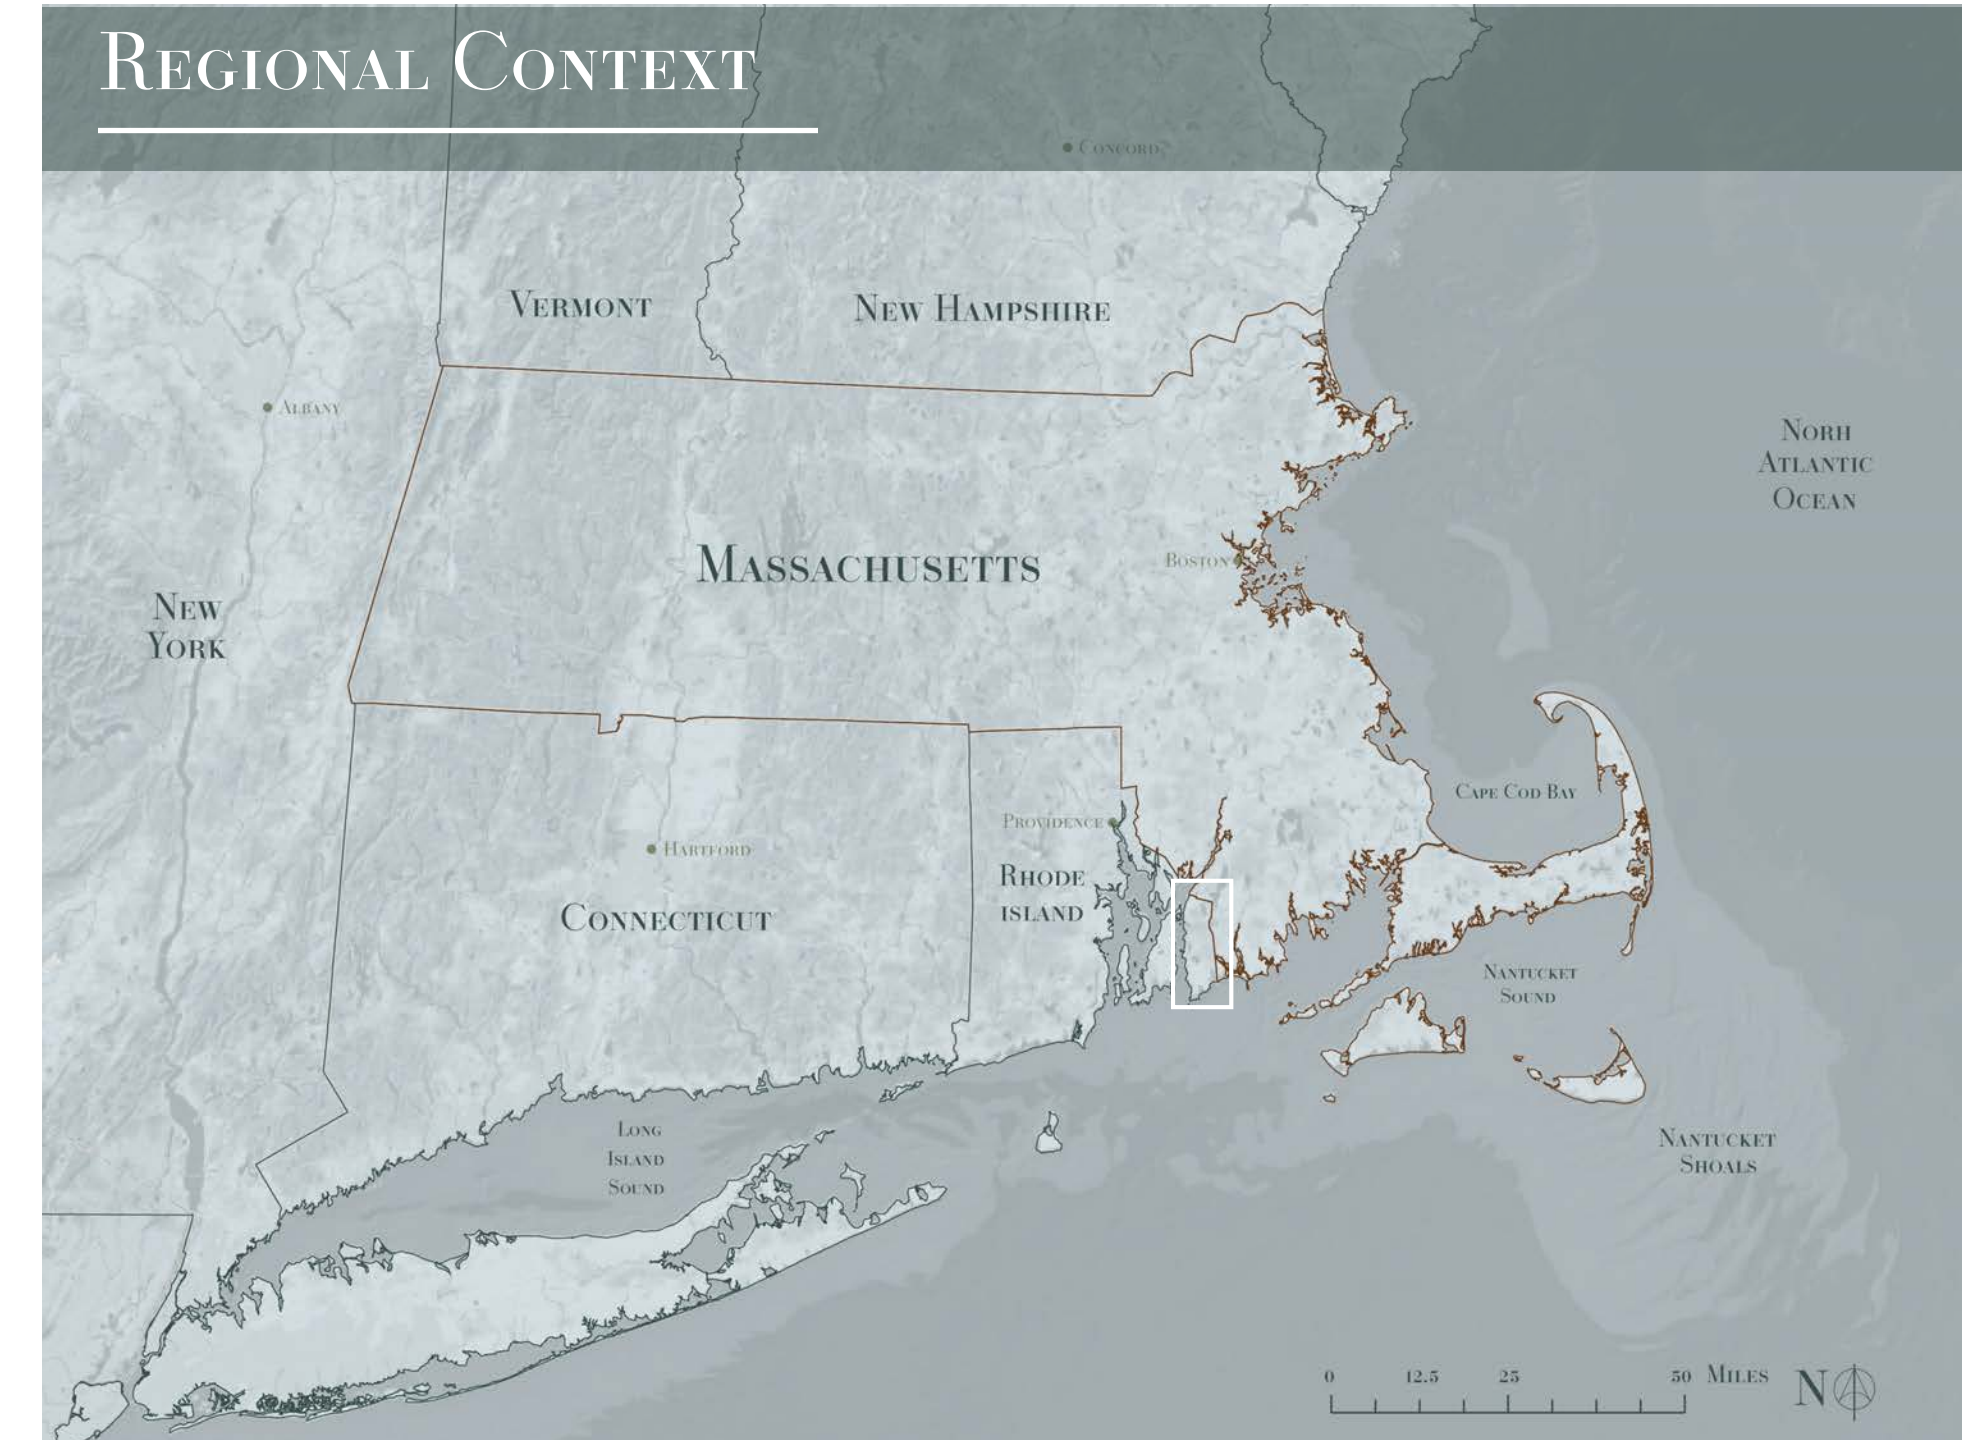 Regional Context
Concord
Vermont
New Hampshire
Albany
Norh
Atlantic
Ocean
Massachusetts
Boston
New
York
Cape Cod Bay
Providence
Hartford
Rhode
island
Connecticut
Nantucket
Sound
Long
Island
Sound
Nantucket
Shoals
0 12.5 25 50 Miles N